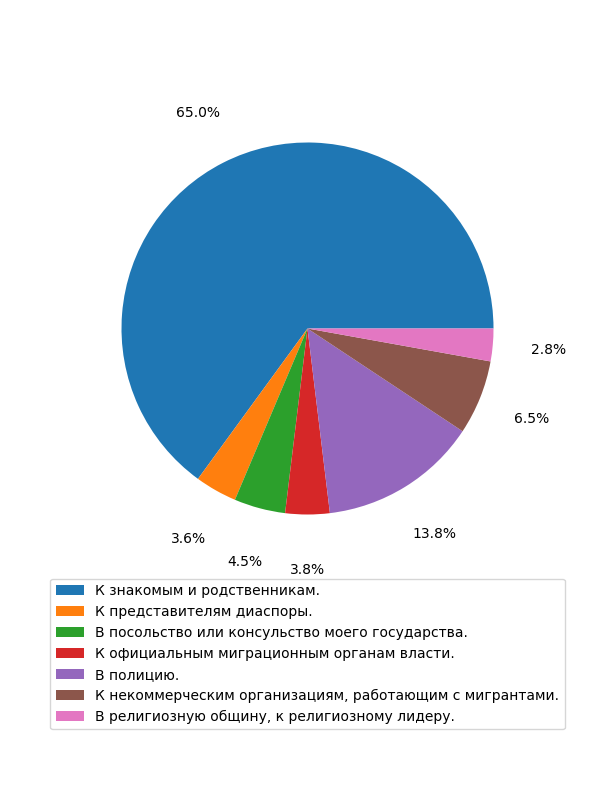 65.0%
2.8%
6.5%
13.8%
3.6%
4.5%
3.8%
К знакомым и родственникам.
К представителям диаспоры.
В посольство или консульство моего государства.
К официальным миграционным органам власти.
В полицию.
К некоммерческим организациям, работающим с мигрантами.
В религиозную общину, к религиозному лидеру.